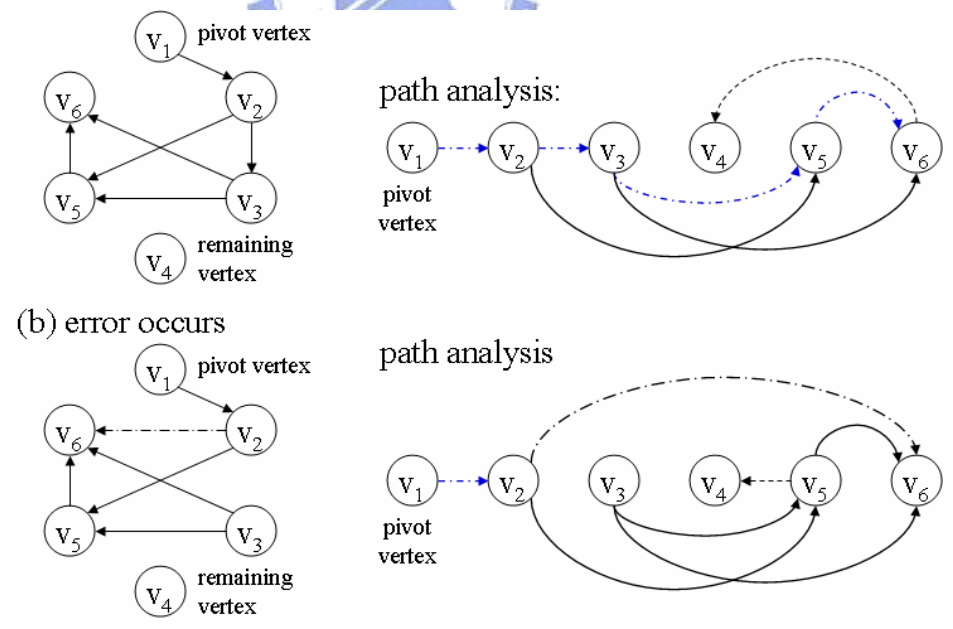 v1 pivot vertex
v6 v2
v5 v3
v4 remaining
vertex
path analysis:
v1 v2 v3 v4 v5 v6
pivot
vertex
(b) error occurs
v1 pivot vertex
v6 v2
v5 v3
v4 remaining
vertex
path analysis
v1 v2 v3 v4 v5 v6
pivot
vertex